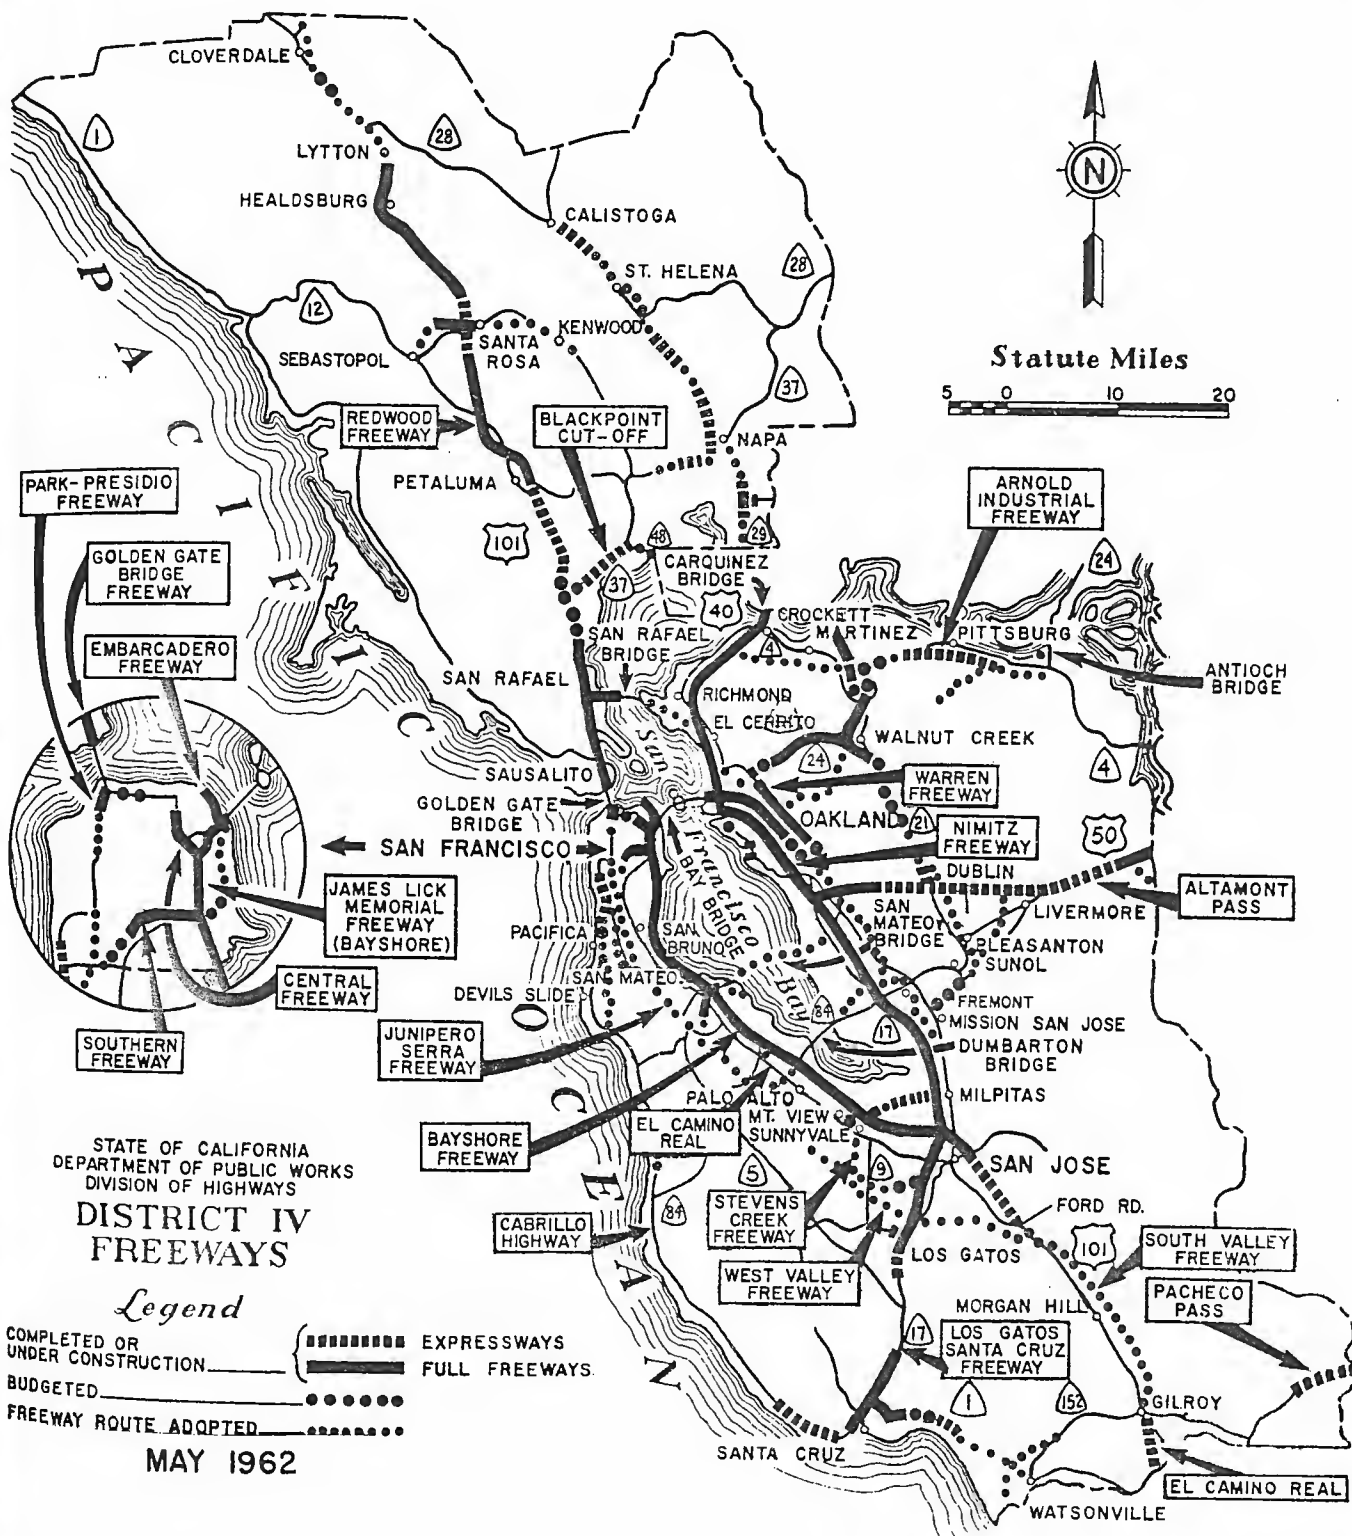 CLOVERDALE
1
28
LYTTON
HEALDSBURG
CALISTOGA
N
28
ST. HELENA
12
KENWOOD
SANTA
ROSA
SEBASTOPOL
Statute Miles
5 0 10 20
37
REDWOOD
FREEWAY
BLACKPOINT
CUT-OFF
NAPA
PETALUMA
PARK-PRESIDIO
FREEWAY
ARNOLD
INDUSTRIAL
FREEWAY
101
48
29
24
GOLDEN GATE
BRIDGE
FREEWAY
CARQUINEZ
BRIDGE
37
40
CROCKETT
MARTINEZ
PITTSBURG
4
SAN RAFAEL
BRIDGE
EMBARCADERO
FREEWAY
ANTIOCH
BRIDGE
SAN RAFAEL
RICHMOND
EL CERRITO
WALNUT CREEK
24
4
SAUSALITO
WARREN
FREEWAY
GOLDEN GATE
BRIDGE
OAKLAND
21
NIMITZ
FREEWAY
50
SAN FRANCISCO
BAY BRIDGE
DUBLIN
JAMES LICK
MEMORIAL
FREEWAY
(BAYSHORE)
San Francisco Bay
ALTAMONT
PASS
SAN
MATEO
BRIDGE
LIVERMORE
PACIFICA
SAN
BRUNO
PLEASANTON
SUNOL
CENTRAL
FREEWAY
SAN MATEO
DEVILS SLIDE
FREMONT
MISSION SAN JOSE
84
17
SOUTHERN
FREEWAY
JUNIPERO
SERRA
FREEWAY
DUMBARTON
BRIDGE
PALO ALTO
MILPITAS
MT. VIEW
SUNNYVALE
EL CAMINO
REAL
BAYSHORE
FREEWAY
SAN JOSE
5
9
STEVENS
CREEK
FREEWAY
84
FORD RD.
CABRILLO
HIGHWAY
LOS GATOS
101
SOUTH VALLEY
FREEWAY
WEST VALLEY
FREEWAY
PACHECO
PASS
MORGAN HILL
17
LOS GATOS
SANTA CRUZ
FREEWAY
1
152
GILROY
SANTA CRUZ
EL CAMINO REAL
WATSONVILLE
PACIFIC OCEAN
STATE OF CALIFORNIA
DEPARTMENT OF PUBLIC WORKS
DIVISION OF HIGHWAYS
DISTRICT IV
FREEWAYS
Legend
COMPLETED OR
UNDER CONSTRUCTION
EXPRESSWAYS
FULL FREEWAYS
BUDGETED
FREEWAY ROUTE ADOPTED
MAY 1962